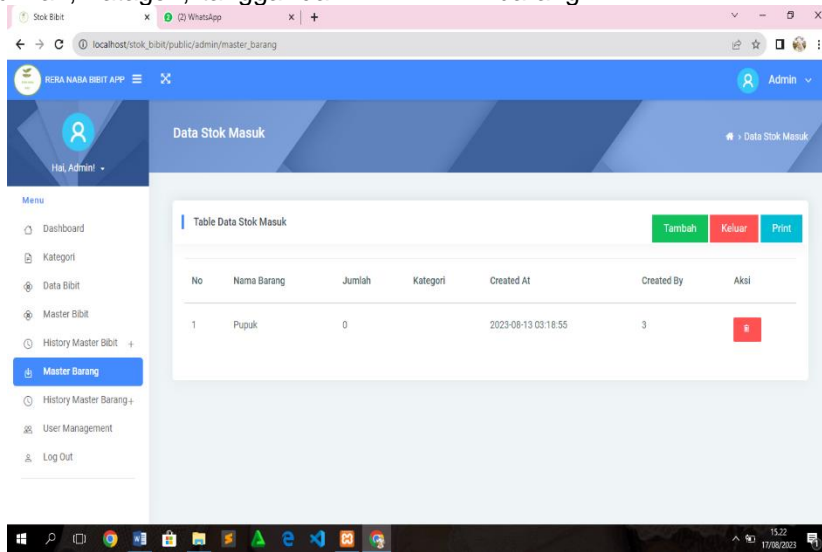 Stok Bibit
(2) WhatsApp
localhost/stok_bibit/public/admin/master_barang
RERA NABA BIBIT APP
Admin
Hai, Admin!
Data Stok Masuk
> Data Stok Masuk
Menu
Dashboard
Kategori
Data Bibit
Master Bibit
History Master Bibit +
Master Barang
History Master Barang+
User Management
Log Out
Table Data Stok Masuk
Tambah Keluar Print
No Nama Barang Jumlah Kategori Created At Created By Aksi
1 Pupuk 0 2023-08-13 03:18:55 3
15.22
17/08/2023